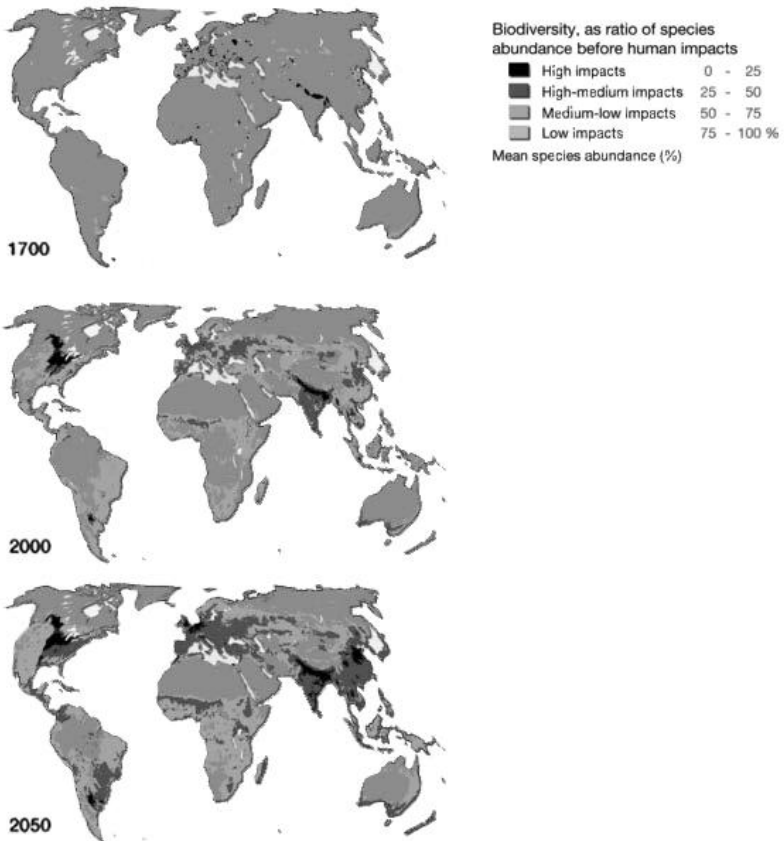 Biodiversity, as ratio of species
abundance before human impacts
High impacts 0 - 25
High-medium impacts 25 - 50
Medium-low impacts 50 - 75
Low impacts 75 - 100 %
Mean species abundance (%)
1700
2000
2050